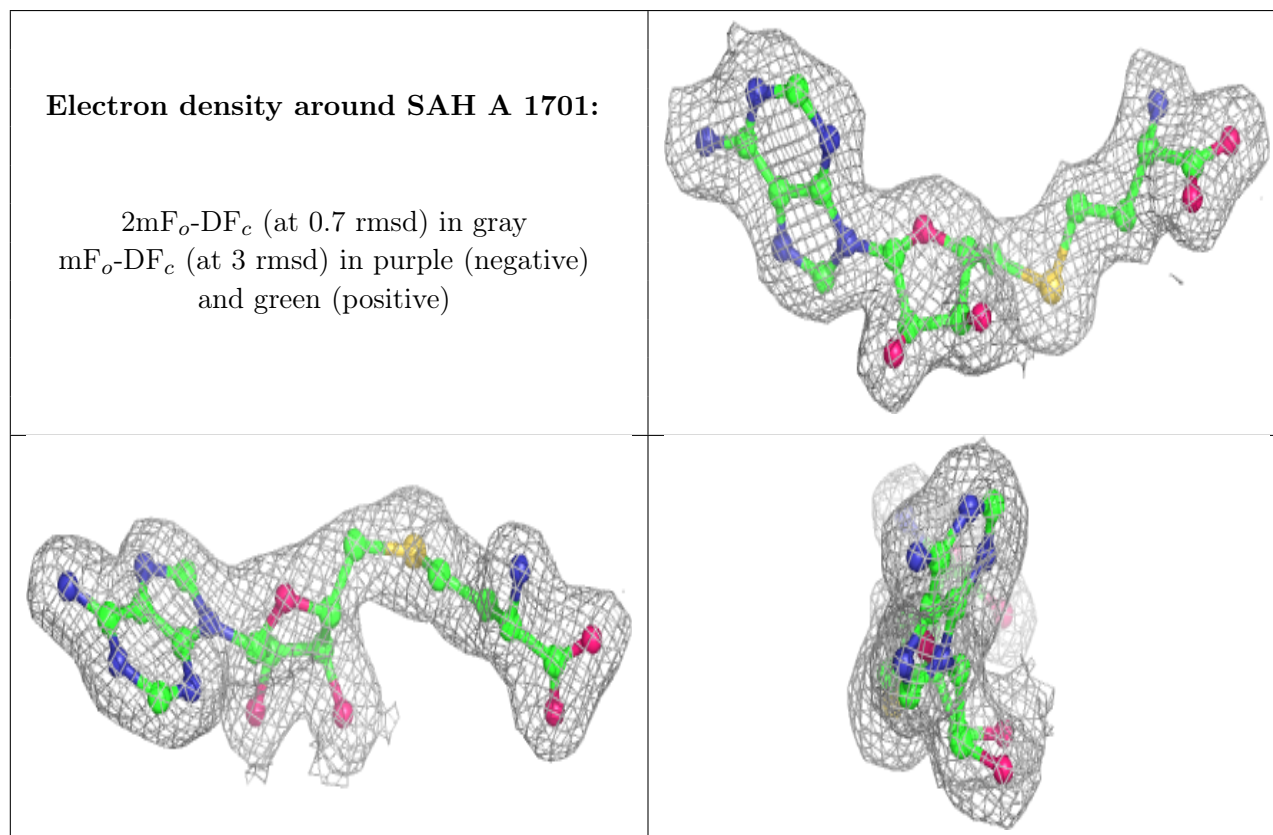 Electron density around SAH A 1701:
2mFo-DFc (at 0.7 rmsd) in gray
mFo-DFc (at 3 rmsd) in purple (negative)
and green (positive)